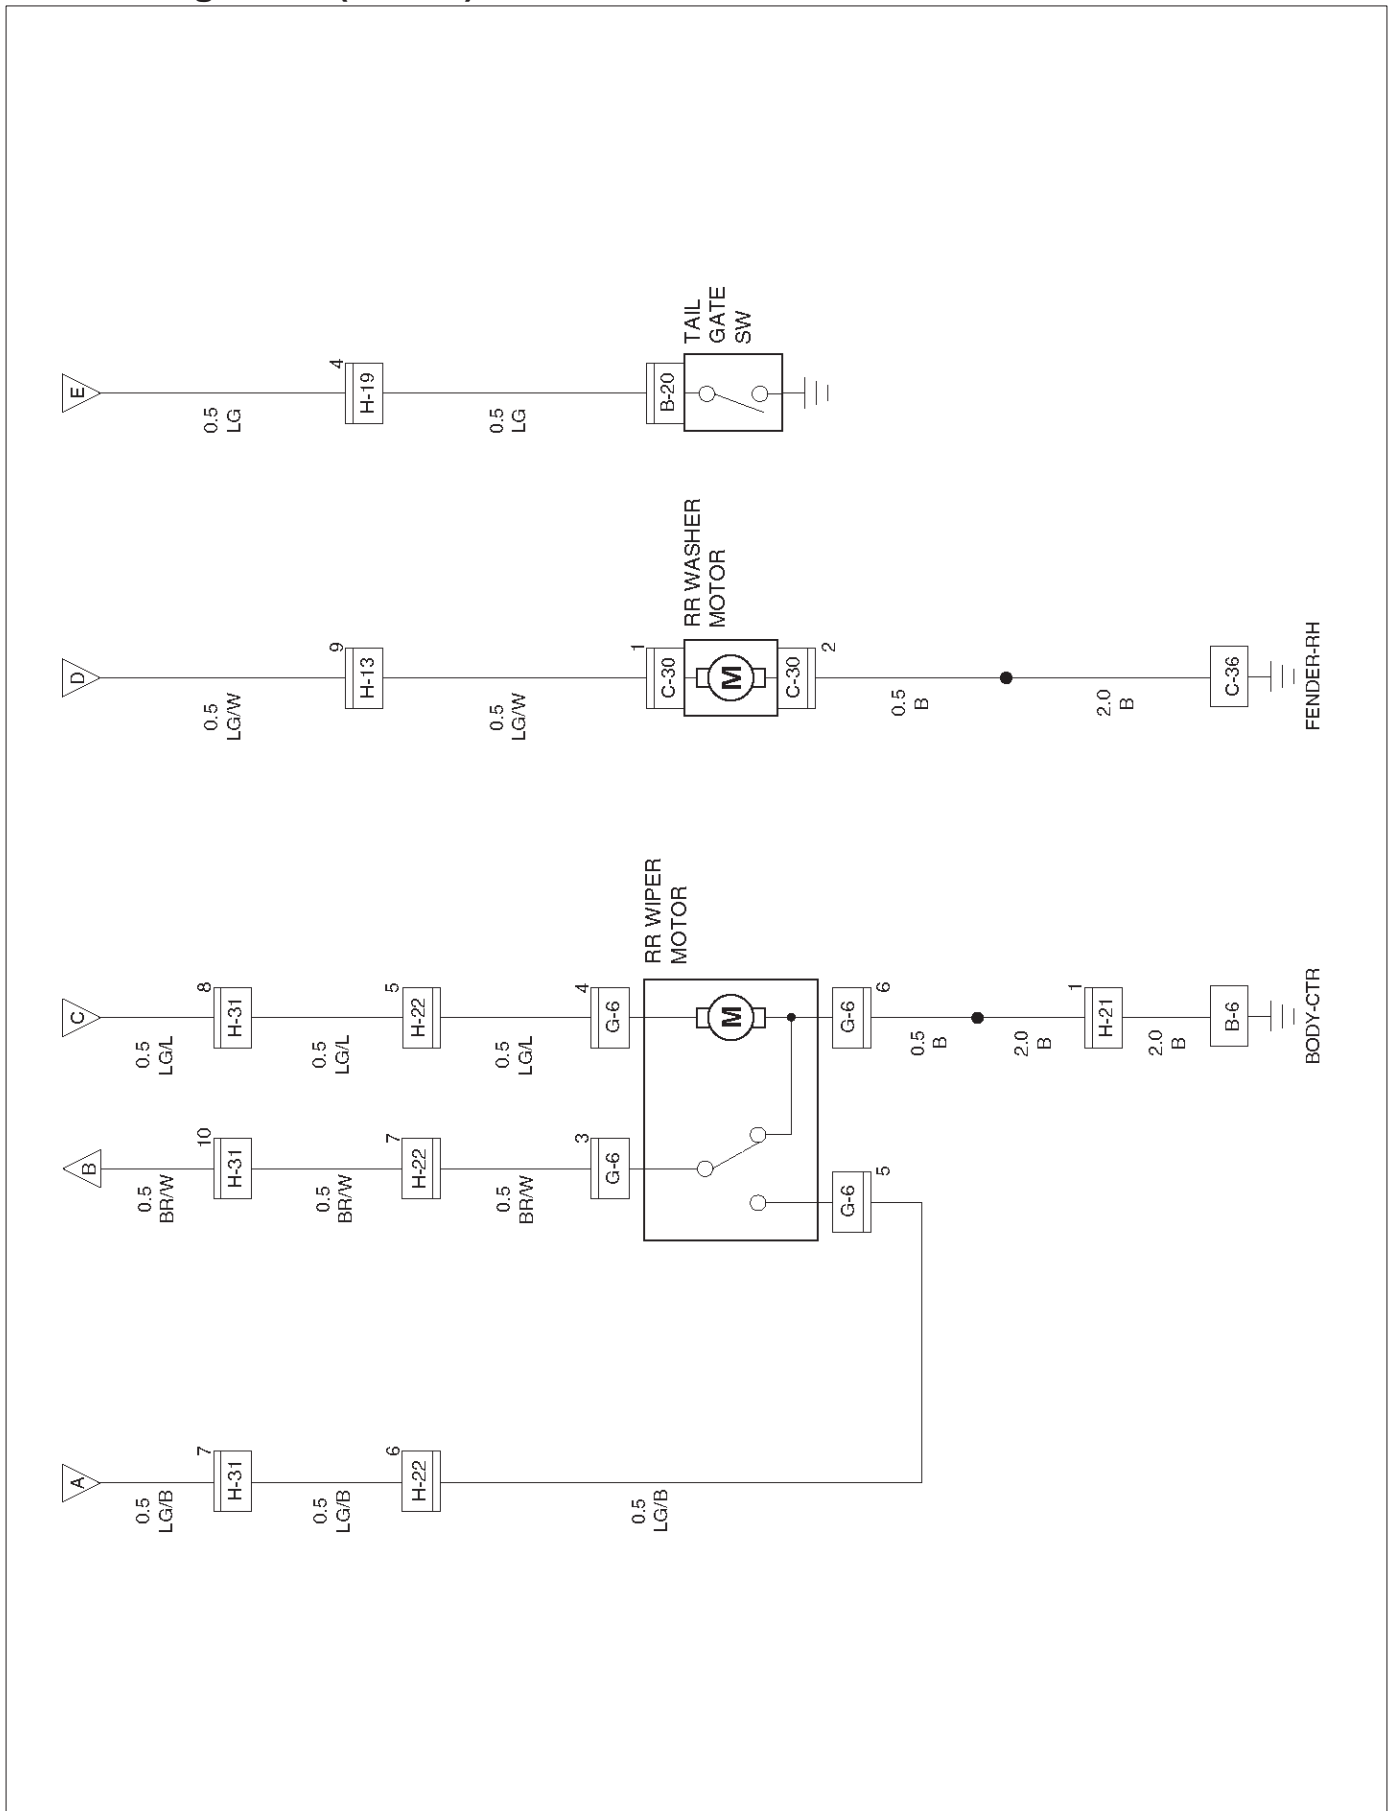 A
B
C
D
E
0.5
LG/B
0.5
BR/W
0.5
LG/L
0.5
LG/W
0.5
LG
7
H-31
10
H-31
8
H-31
9
H-13
4
H-19
0.5
LG/B
0.5
BR/W
0.5
LG/L
6
H-22
7
H-22
5
H-22
0.5
LG/B
0.5
BR/W
0.5
LG/L
0.5
LG/W
0.5
LG
3
G-6
4
G-6
1
C-30
B-20
RR WIPER
MOTOR
M
RR WASHER
MOTOR
M
TAIL
GATE
SW
G-6
5
G-6
6
C-30
2
0.5
B
0.5
B
2.0
B
1
H-21
2.0
B
2.0
B
B-6
C-36
BODY-CTR
FENDER-RH